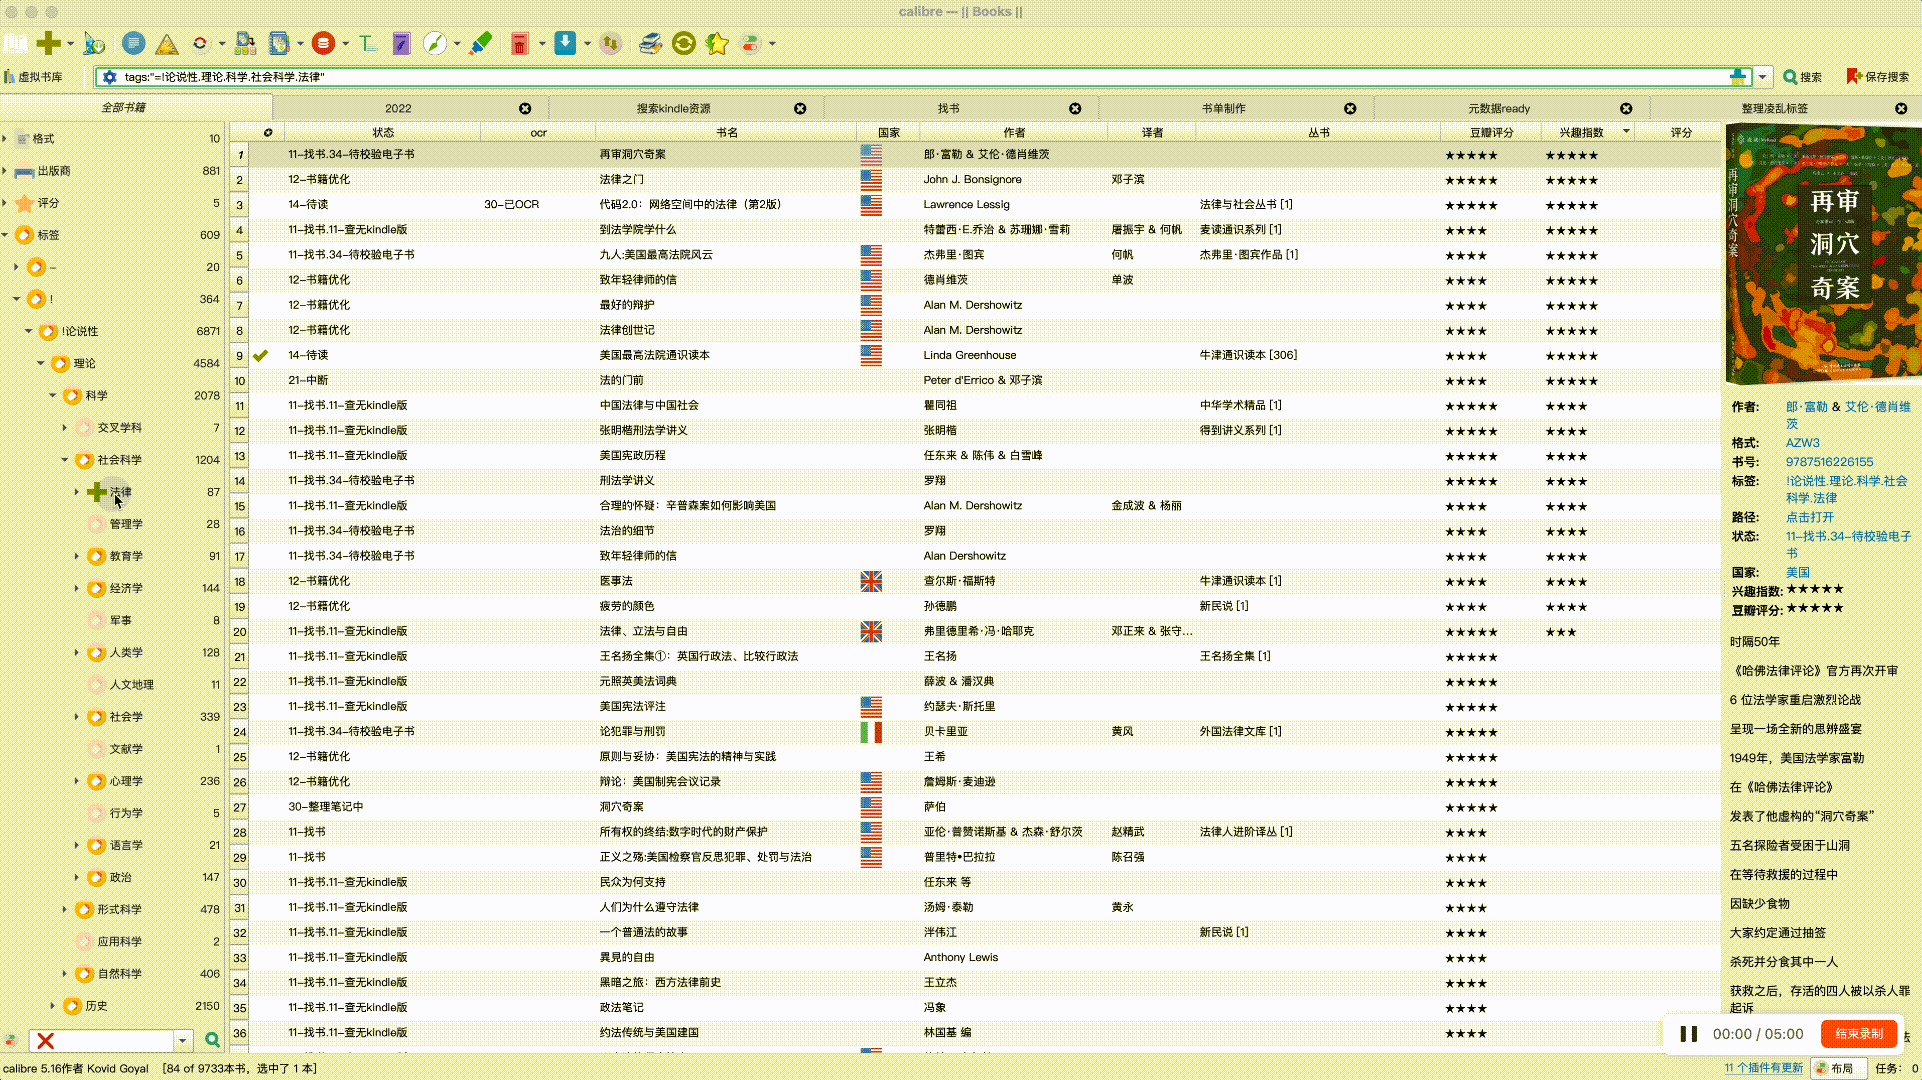 calibre — || Books ||
虚拟书库
tags:"=!论说性.理论.科学.社会科学.法律"
搜索
保存搜索
全部书籍
2022
搜索kindle资源
找书
书单制作
元数据ready
整理凌乱标签
格式 10
出版商 881
评分 5
标签 609
– 20
! 364
!论说性 6871
理论 4584
科学 2078
交叉学科 7
社会科学 1204
法律 87
管理学 28
教育学 91
经济学 144
军事 8
人类学 128
人文地理 11
社会学 339
文献学 1
心理学 236
行为学 5
语言学 21
政治 147
形式科学 478
应用科学 2
自然科学 406
历史 2150
状态 ocr 书名 国家 作者 译者 丛书 豆瓣评分 兴趣指数 评分
1 11-找书.34-待校验电子书 再审洞穴奇案 郎·富勒 & 艾伦·德肖维茨 ★★★★★ ★★★★★
2 12-书籍优化 法律之门 John J. Bonsignore 邓子滨 ★★★★★ ★★★★★
3 14-待读 30-已OCR 代码2.0：网络空间中的法律（第2版） Lawrence Lessig 法律与社会丛书 [1] ★★★★★ ★★★★★
4 11-找书.11-查无kindle版 到法学院学什么 特蕾西·E.乔治 & 苏珊娜·雪莉 屠振宇 & 何帆 麦读通识系列 [1] ★★★★ ★★★★★
5 11-找书.34-待校验电子书 九人:美国最高法院风云 杰弗里·图宾 何帆 杰弗里·图宾作品 [1] ★★★★ ★★★★★
6 12-书籍优化 致年轻律师的信 德肖维茨 单波 ★★★★ ★★★★★
7 12-书籍优化 最好的辩护 Alan M. Dershowitz ★★★★ ★★★★★
8 12-书籍优化 法律创世记 Alan M. Dershowitz ★★★★ ★★★★★
9 14-待读 美国最高法院通识读本 Linda Greenhouse 牛津通识读本 [306] ★★★★ ★★★★★
10 21-中断 法的门前 Peter d'Errico & 邓子滨 ★★★★ ★★★★★
11 11-找书.11-查无kindle版 中国法律与中国社会 瞿同祖 中华学术精品 [1] ★★★★★ ★★★★
12 11-找书.11-查无kindle版 张明楷刑法学讲义 张明楷 得到讲义系列 [1] ★★★★★ ★★★★
13 11-找书.11-查无kindle版 美国宪政历程 任东来 & 陈伟 & 白雪峰 ★★★★★ ★★★★
14 11-找书.34-待校验电子书 刑法学讲义 罗翔 ★★★★★ ★★★★
15 11-找书.11-查无kindle版 合理的怀疑：辛普森案如何影响美国 Alan M. Dershowitz 金成波 & 杨丽 ★★★★ ★★★★
16 11-找书.34-待校验电子书 法治的细节 罗翔 ★★★★ ★★★★
17 11-找书.34-待校验电子书 致年轻律师的信 Alan Dershowitz ★★★★ ★★★★
18 12-书籍优化 医事法 查尔斯·福斯特 牛津通识读本 [1] ★★★★ ★★★★
19 12-书籍优化 疲劳的颜色 孙德鹏 新民说 [1] ★★★★ ★★★★
20 11-找书.11-查无kindle版 法律、立法与自由 弗里德里希·冯·哈耶克 邓正来 & 张守… ★★★★★ ★★★
21 11-找书.11-查无kindle版 王名扬全集①：英国行政法、比较行政法 王名扬 王名扬全集 [1] ★★★★★
22 11-找书.11-查无kindle版 元照英美法词典 薛波 & 潘汉典 ★★★★★
23 11-找书.11-查无kindle版 美国宪法评注 约瑟夫·斯托里 ★★★★★
24 11-找书.34-待校验电子书 论犯罪与刑罚 贝卡里亚 黄风 外国法律文库 [1] ★★★★★
25 12-书籍优化 原则与妥协：美国宪法的精神与实践 王希 ★★★★★
26 12-书籍优化 辩论：美国制宪会议记录 詹姆斯·麦迪逊 ★★★★★
27 30-整理笔记中 洞穴奇案 萨伯 ★★★★★
28 11-找书 所有权的终结:数字时代的财产保护 亚伦·普赞诺斯基 & 杰森·舒尔茨 赵精武 法律人进阶译丛 [1] ★★★★
29 11-找书 正义之殇:美国检察官反思犯罪、处罚与法治 普里特•巴拉拉 陈召强 ★★★★
30 11-找书.11-查无kindle版 民众为何支持 任东来 等 ★★★★
31 11-找书.11-查无kindle版 人们为什么遵守法律 汤姆·泰勒 黄永 ★★★★
32 11-找书.11-查无kindle版 一个普通法的故事 泮伟江 新民说 [1] ★★★★
33 11-找书.11-查无kindle版 異見的自由 Anthony Lewis ★★★★
34 11-找书.11-查无kindle版 黑暗之旅：西方法律前史 王立杰 ★★★★
35 11-找书.11-查无kindle版 政法笔记 冯象 ★★★★
36 11-找书.11-查无kindle版 约法传统与美国建国 林国基 编 ★★★★
再审洞穴奇案
再审
洞穴
奇案
作者: 郎·富勒 & 艾伦·德肖维
茨
格式: AZW3
书号: 9787516226155
标签: !论说性.理论.科学.社会
科学.法律
路径: 点击打开
状态: 11-找书.34-待校验电子
书
国家: 美国
兴趣指数: ★★★★★
豆瓣评分: ★★★★★
时隔50年
《哈佛法律评论》官方再次开审
6 位法学家重启激烈论战
呈现一场全新的思辨盛宴
1949年，美国法学家富勒
在《哈佛法律评论》
发表了他虚构的“洞穴奇案”
五名探险者受困于山洞
在等待救援的过程中
因缺少食物
大家约定通过抽签
杀死并分食其中一人
获救之后，存活的四人被以杀人罪
起诉
00:00 / 05:00
结束录制
calibre 5.16作者 Kovid Goyal [84 of 9733本书，选中了 1 本]
11 个插件有更新
布局
任务： 0